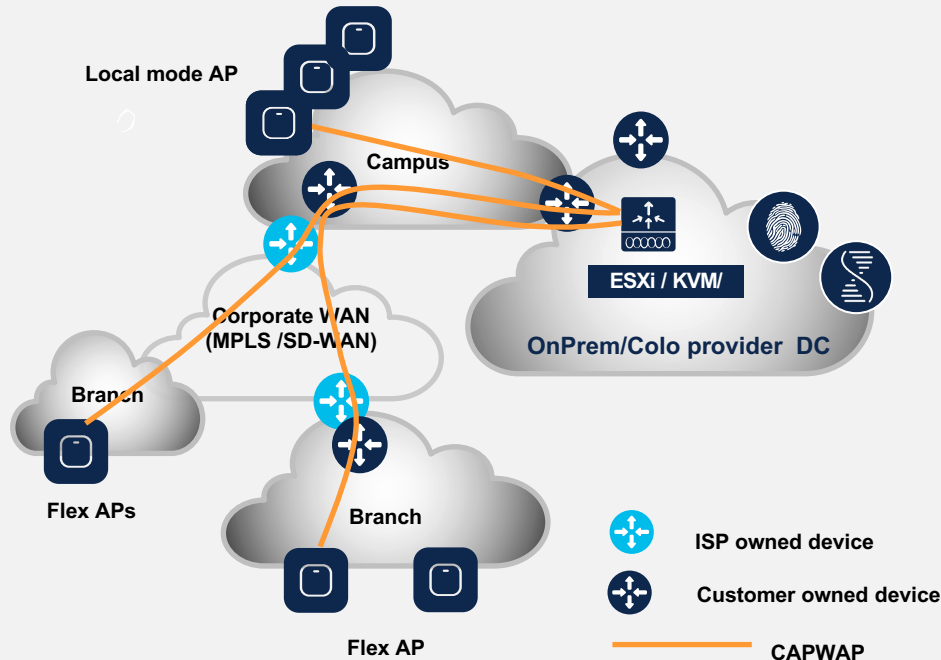 Local mode AP
Campus
ESXi / KVM/
Corporate WAN
(MPLS /SD-WAN)
OnPrem/Colo provider DC
Branch
Flex APs
Branch
ISP owned device
Customer owned device
Flex AP
CAPWAP